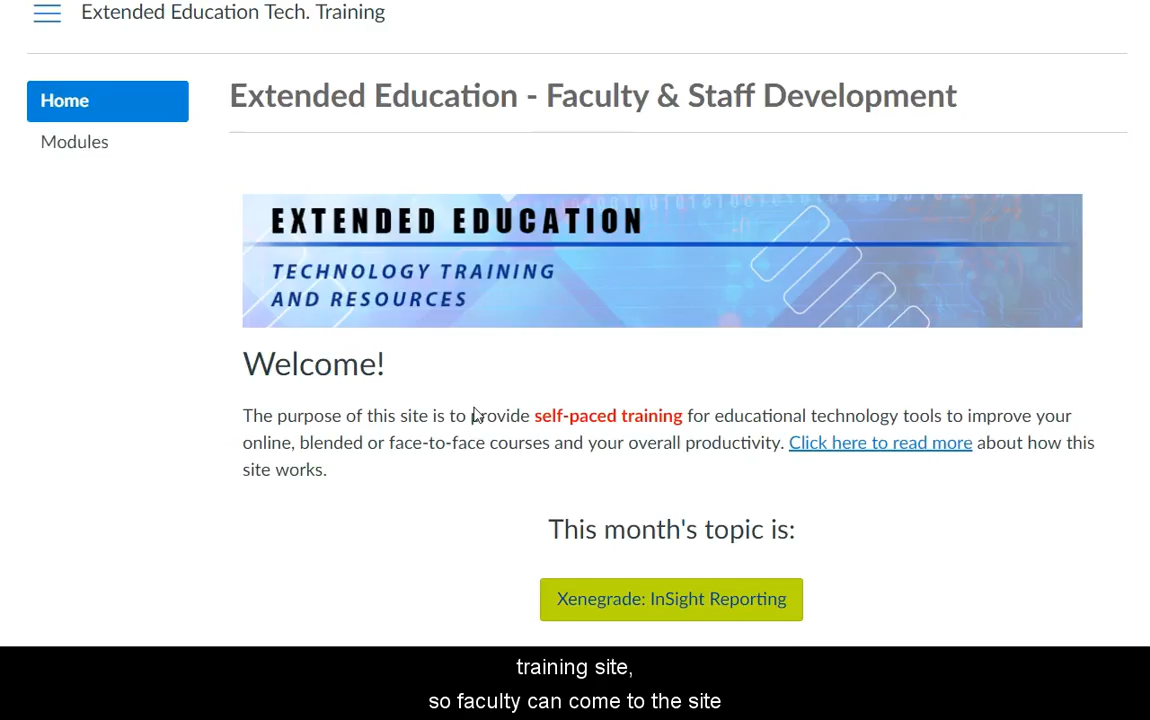 Extended Education Tech. Training
Home
Modules
Extended Education - Faculty & Staff Development
EXTENDED EDUCATION
TECHNOLOGY TRAINING
AND RESOURCES
Welcome!
The purpose of this site is to provide self-paced training for educational technology tools to improve your
online, blended or face-to-face courses and your overall productivity. Click here to read more about how this
site works.
This month's topic is:
Xenegrade: InSight Reporting
training site,
so faculty can come to the site